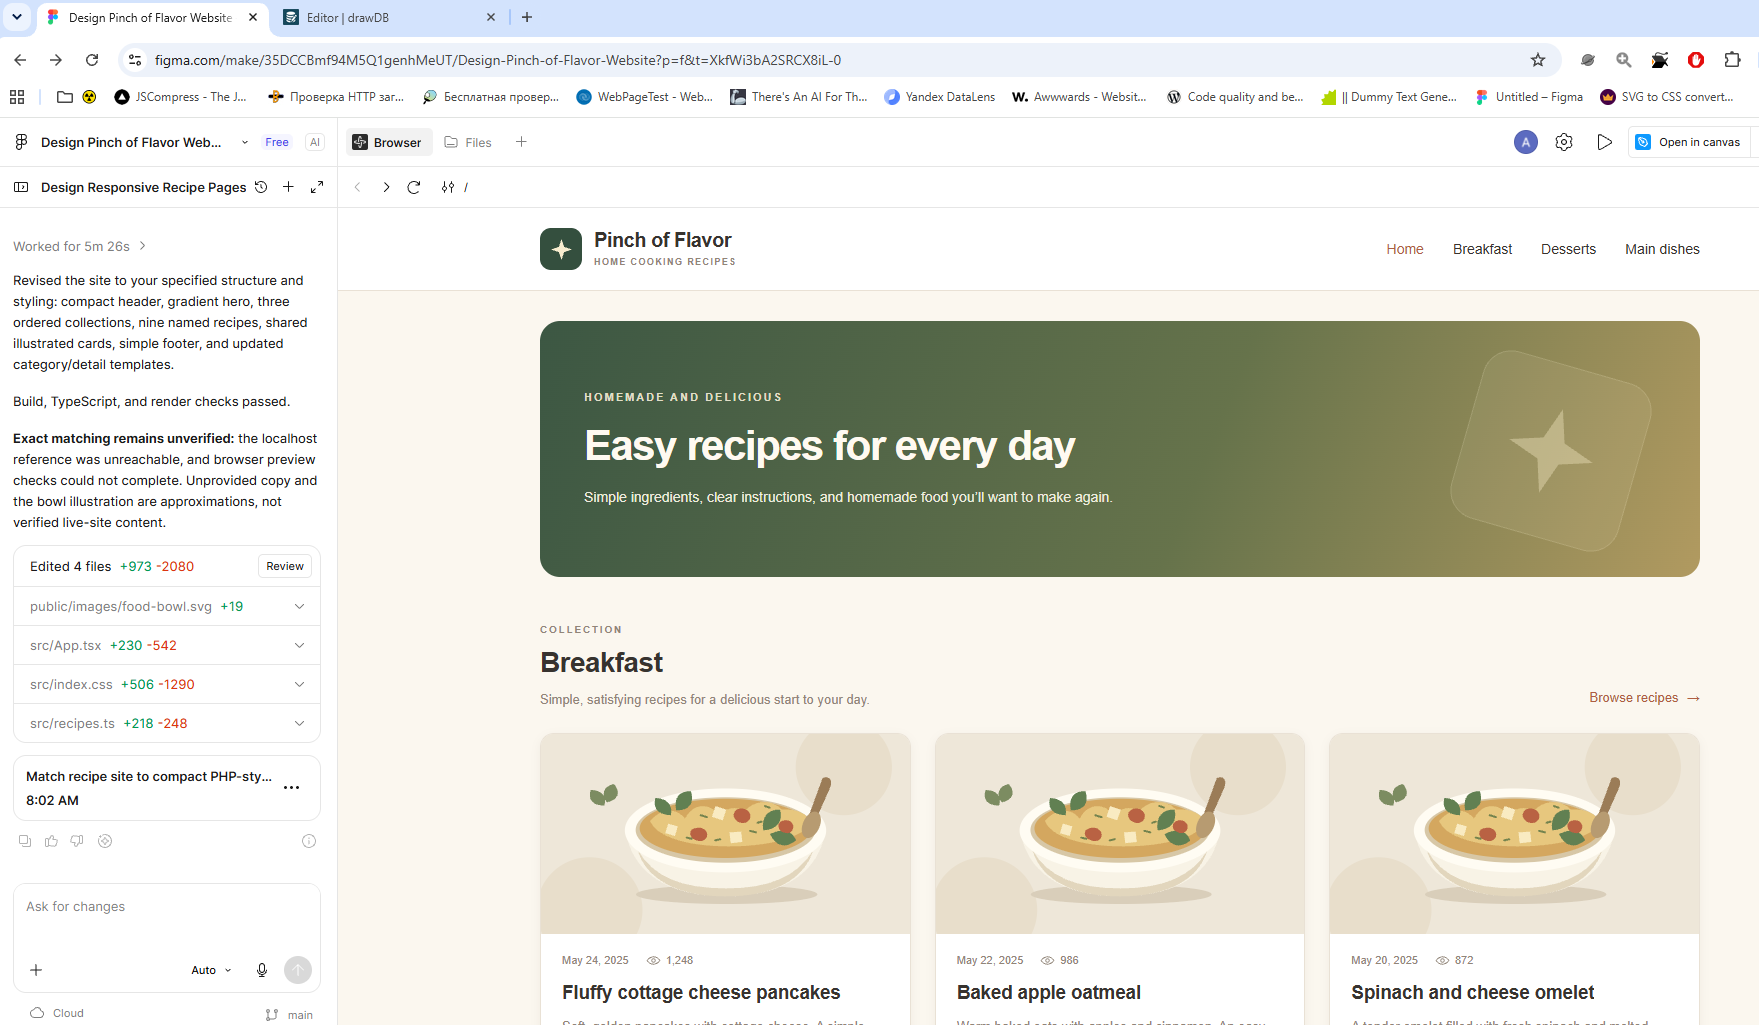 Design Pinch of Flavor Website
Editor | drawDB
figma.com/make/35DCCBmf94M5Q1genhMeUT/Design-Pinch-of-Flavor-Website?p=f&t=XkfWi3bA2SRCX8iL-0
JSCompress - The J...
Проверка HTTP заг...
Бесплатная провер...
WebPageTest - Web...
There's An AI For Th...
Yandex DataLens
W. Awwwards - Websit...
Code quality and be...
|| Dummy Text Gene...
Untitled – Figma
SVG to CSS convert...
Design Pinch of Flavor Web...
Free
AI
Browser
Files
A
Open in canvas
Design Responsive Recipe Pages
/
Worked for 5m 26s
Revised the site to your specified structure and
styling: compact header, gradient hero, three
ordered collections, nine named recipes, shared
illustrated cards, simple footer, and updated
category/detail templates.
Build, TypeScript, and render checks passed.
Exact matching remains unverified: the localhost
reference was unreachable, and browser preview
checks could not complete. Unprovided copy and
the bowl illustration are approximations, not
verified live-site content.
Edited 4 files +973 -2080
Review
public/images/food-bowl.svg +19
src/App.tsx +230 -542
src/index.css +506 -1290
src/recipes.ts +218 -248
Match recipe site to compact PHP-sty...
8:02 AM
Ask for changes
Auto
Cloud
main
Pinch of Flavor
HOME COOKING RECIPES
Home
Breakfast
Desserts
Main dishes
HOMEMADE AND DELICIOUS
Easy recipes for every day
Simple ingredients, clear instructions, and homemade food you'll want to make again.
COLLECTION
Breakfast
Simple, satisfying recipes for a delicious start to your day.
Browse recipes →
May 24, 2025 1,248
Fluffy cottage cheese pancakes
May 22, 2025 986
Baked apple oatmeal
May 20, 2025 872
Spinach and cheese omelet